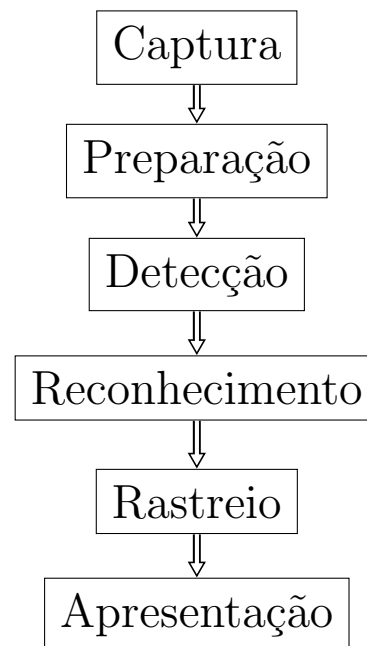 Captura
Preparação
Detecção
Reconhecimento
Rastreio
Apresentação